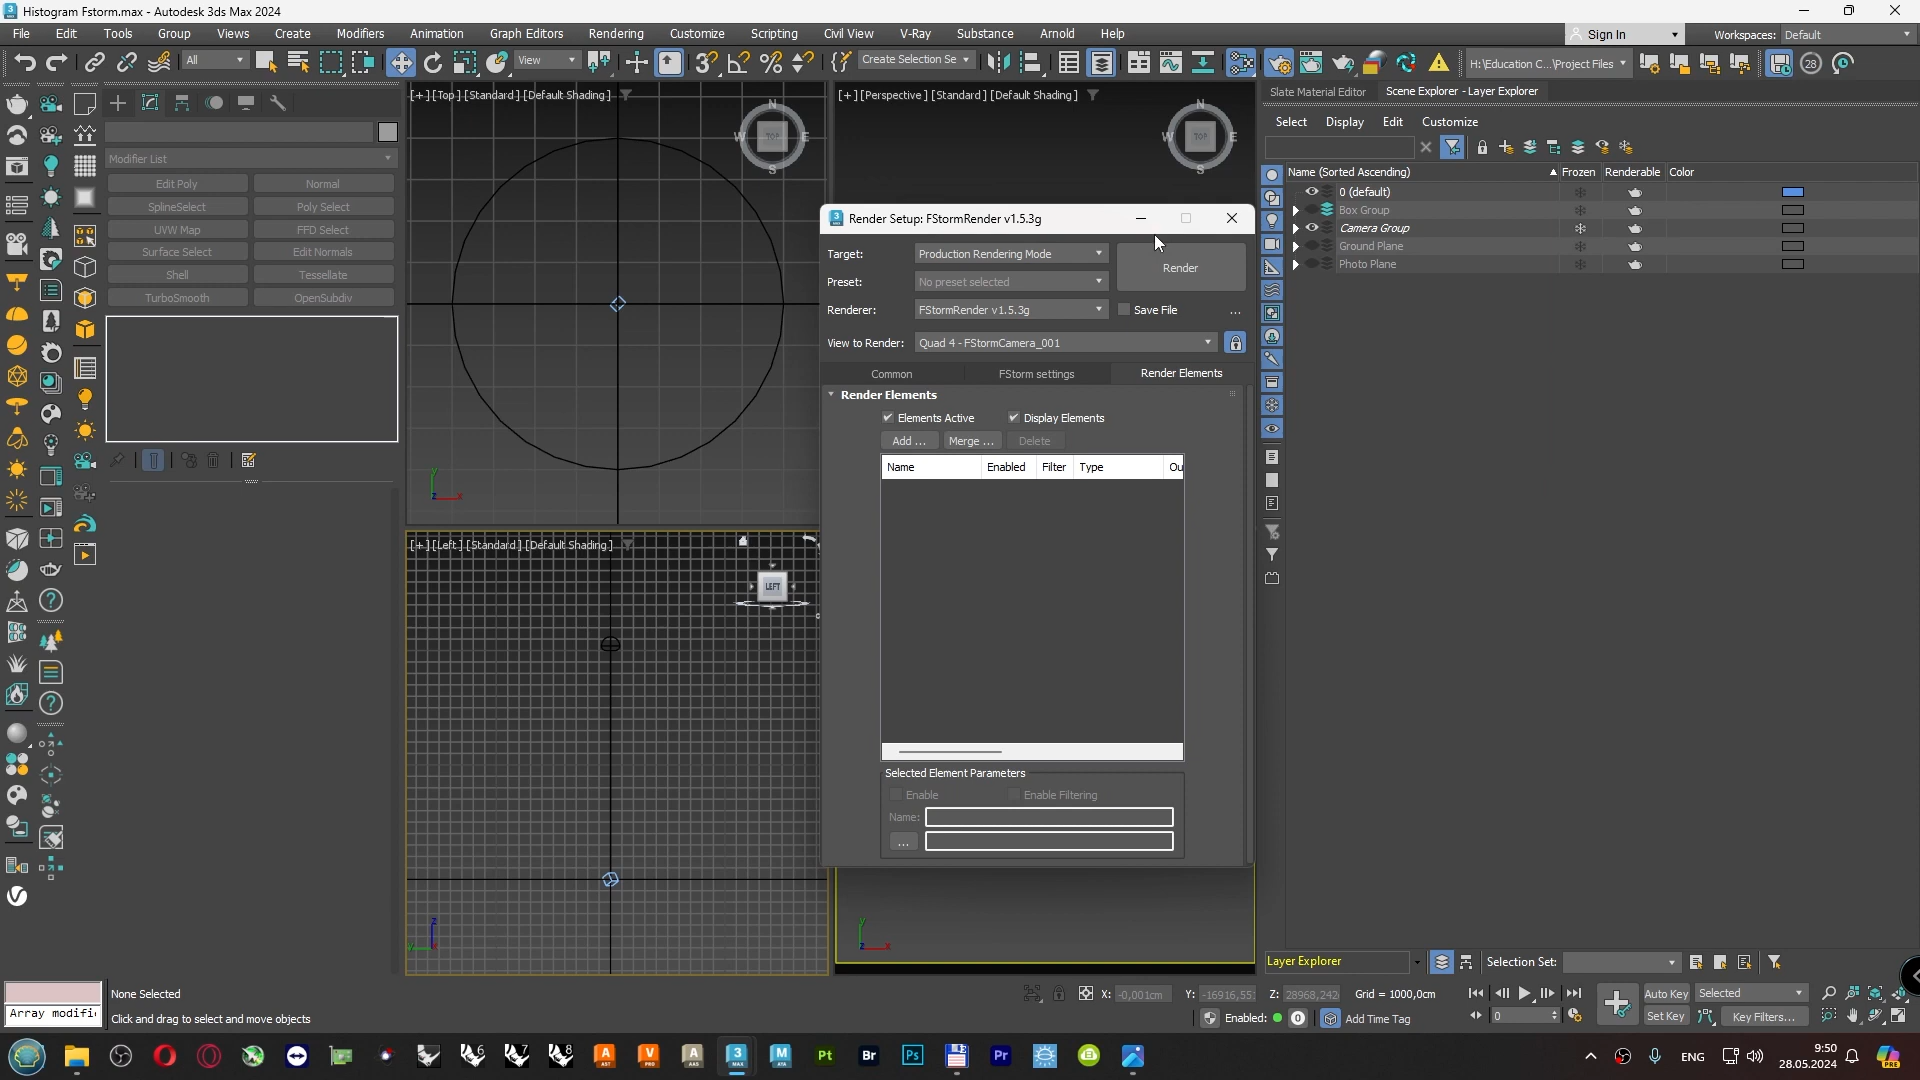 Histogram Fstorm.max - Autodesk 3ds Max 2024
File Edit Tools Group Views Create Modifiers Animation Graph Editors Rendering Customize Scripting Civil View V-Ray Substance Arnold Help
Sign In Workspaces: Default
All View Create Selection Se H:\Education C...\Project Files 28
Slate Material Editor Scene Explorer - Layer Explorer
Select Display Edit Customize
Modifier List
Edit Poly Normal
SplineSelect Poly Select
UVW Map FFD Select
Surface Select Edit Normals
Shell Tessellate
TurboSmooth OpenSubdiv
[+] [Top] [Standard] [Default Shading]
N W TOP E S
[+] [Perspective] [Standard] [Default Shading]
N W TOP E S
[+] [Left] [Standard] [Default Shading]
LEFT
Name (Sorted Ascending) Frozen Renderable Color
0 (default)
Box Group
Camera Group
Ground Plane
Photo Plane
Render Setup: FStormRender v1.5.3g
Target: Production Rendering Mode
Render
Preset: No preset selected
Renderer: FStormRender v1.5.3g Save File ...
View to Render: Quad 4 - FStormCamera_001
Common FStorm settings Render Elements
Render Elements
Elements Active Display Elements
Add ... Merge ... Delete
Name Enabled Filter Type Ou
Selected Element Parameters
Enable Enable Filtering
Name:
...
Layer Explorer Selection Set:
None Selected
Array modifi
Click and drag to select and move objects
X: -0,001cm Y: -16916,55 Z: 28968,242 Grid = 1000,0cm
Enabled: 0 Add Time Tag
0
Auto Key Selected
Set Key Key Filters...
ENG
9:50
28.05.2024